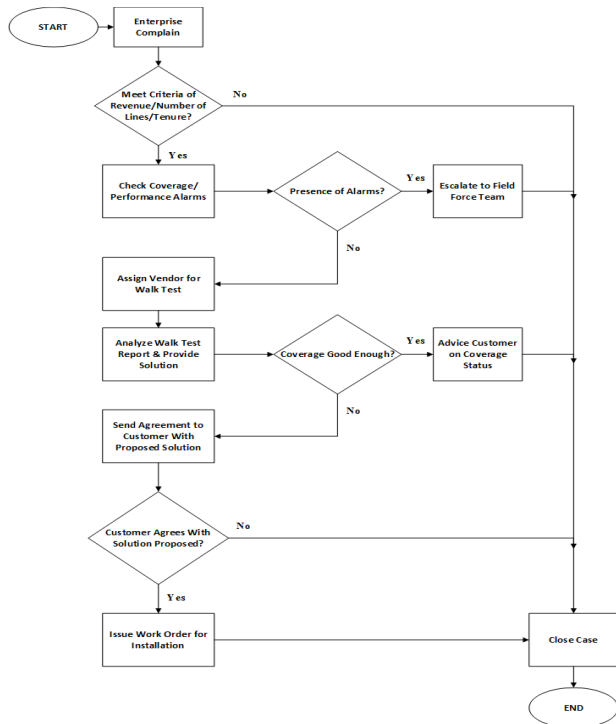 START
Enterprise
Complain
Meet Criteria of
Revenue/Number of
Lines/Tenure?
No
Yes
Check Coverage/
Performance Alarms
Presence of Alarms?
Yes
Escalate to Field
Force Team
No
Assign Vendor for
Walk Test
Analyze Walk Test
Report & Provide
Solution
Coverage Good Enough?
Yes
Advice Customer
on Coverage
Status
No
Send Agreement to
Customer With
Proposed Solution
Customer Agrees With
Solution Proposed?
No
Yes
Issue Work Order for
Installation
Close Case
END